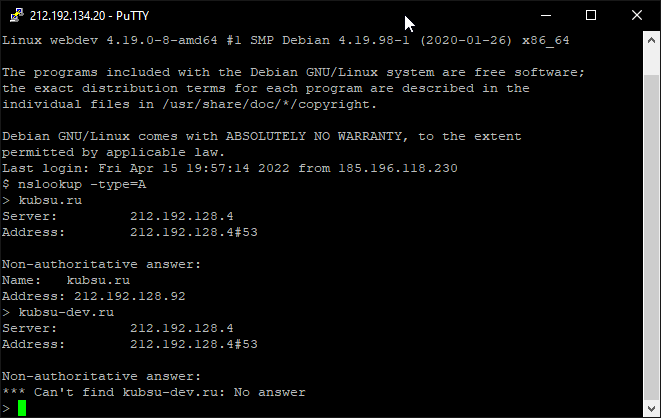 212.192.134.20 - PuTTY
Linux webdev 4.19.0-8-amd64 #1 SMP Debian 4.19.98-1 (2020-01-26) x86_64
The programs included with the Debian GNU/Linux system are free software;
the exact distribution terms for each program are described in the
individual files in /usr/share/doc/*/copyright.
Debian GNU/Linux comes with ABSOLUTELY NO WARRANTY, to the extent
permitted by applicable law.
Last login: Fri Apr 15 19:57:14 2022 from 185.196.118.230
$ nslookup -type=A
> kubsu.ru
Server:         212.192.128.4
Address:        212.192.128.4#53
Non-authoritative answer:
Name:   kubsu.ru
Address: 212.192.128.92
> kubsu-dev.ru
Server:         212.192.128.4
Address:        212.192.128.4#53
Non-authoritative answer:
*** Can't find kubsu-dev.ru: No answer
>